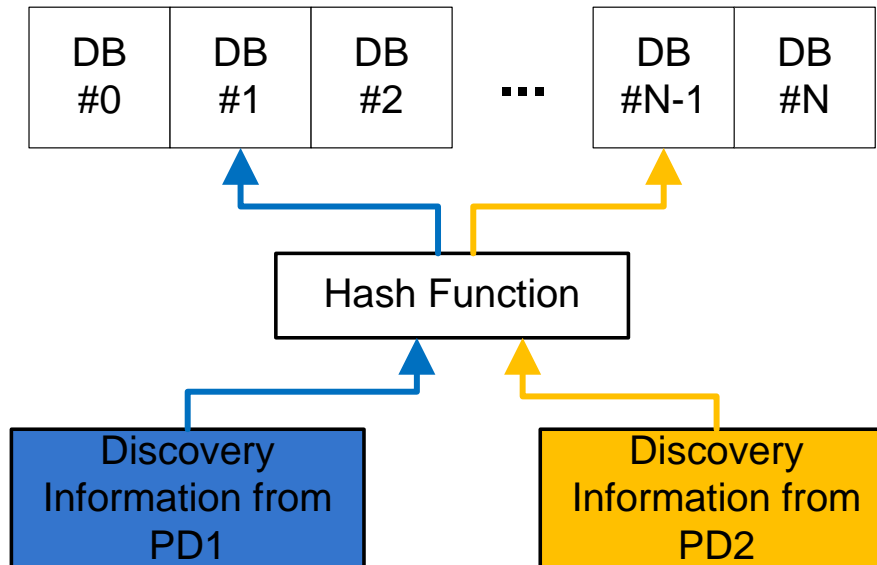 DB DB DB ... DB DB
#0 #1 #2 #N-1 #N
Hash Function
Discovery Discovery
Information from Information from
PD1 PD2